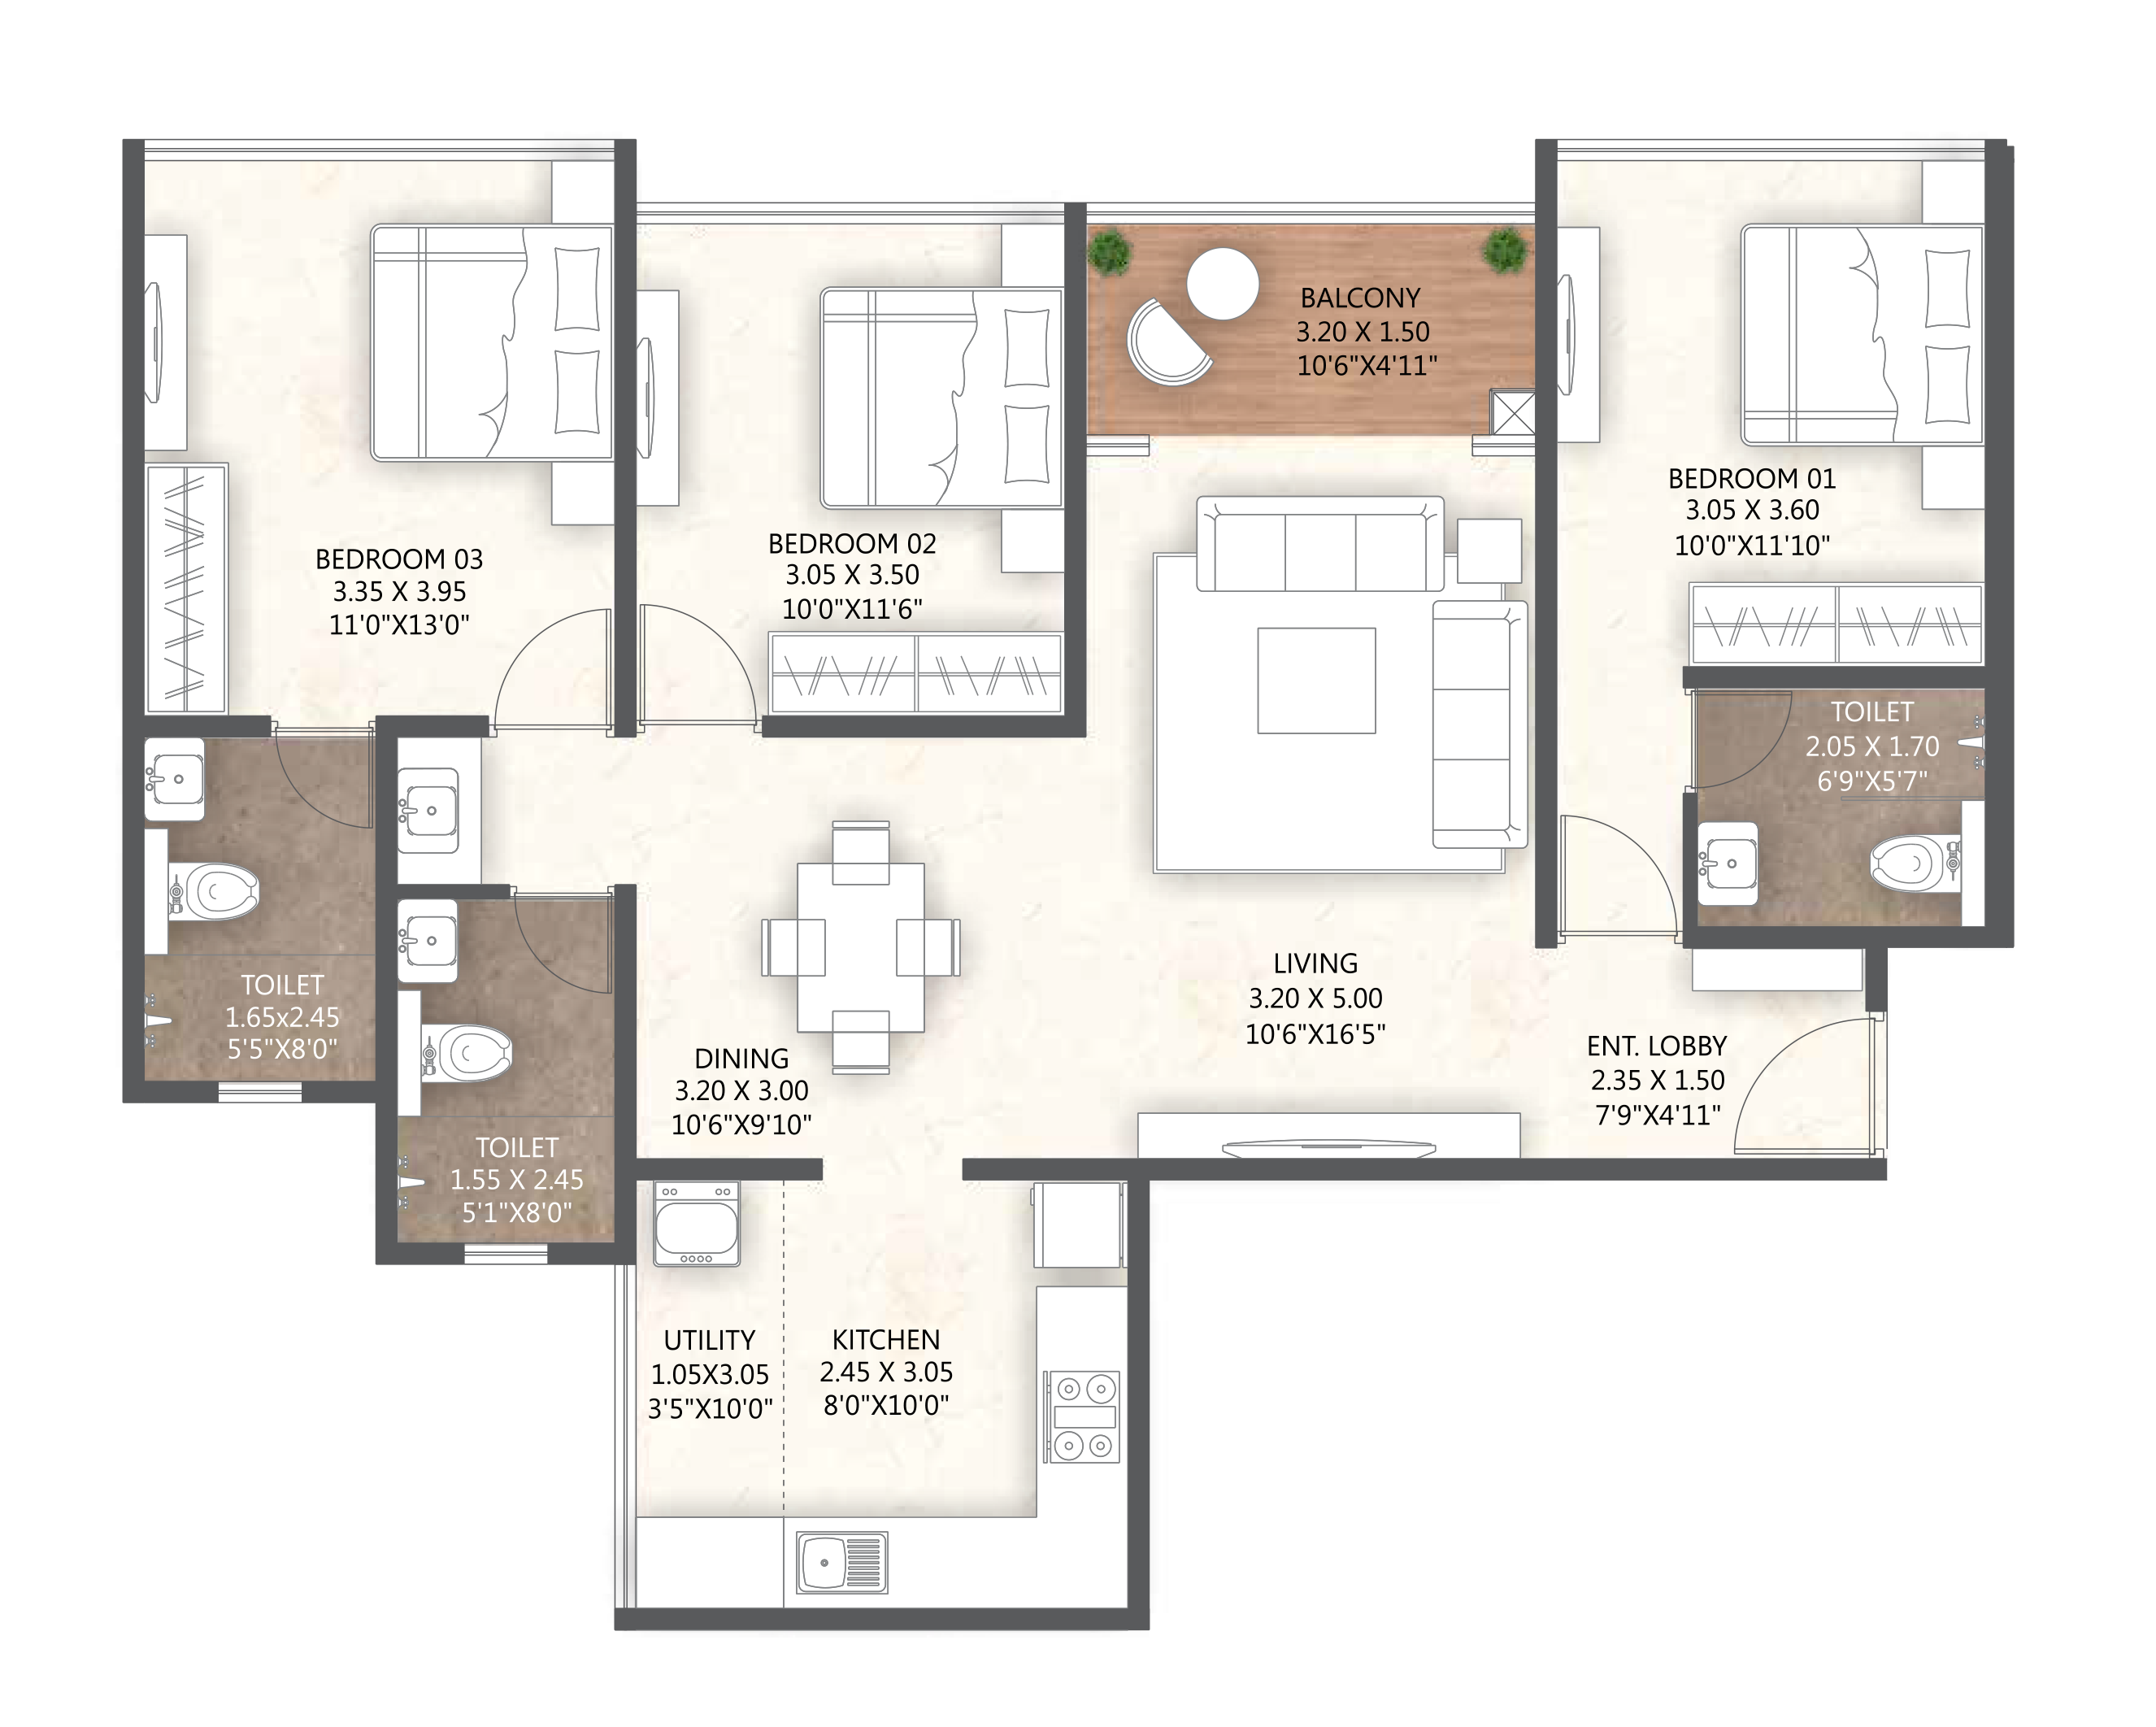 BALCONY
3.20 X 1.50
10'6"X4'11"
BEDROOM 01
3.05 X 3.60
10'0"X11'10"
BEDROOM 02
3.05 X 3.50
10'0"X11'6"
BEDROOM 03
3.35 X 3.95
11'0"X13'0"
TOILET
2.05 X 1.70
6'9"X5'7"
LIVING
3.20 X 5.00
10'6"X16'5"
TOILET
1.65x2.45
5'5"X8'0"
ENT. LOBBY
2.35 X 1.50
7'9"X4'11"
DINING
3.20 X 3.00
10'6"X9'10"
TOILET
1.55 X 2.45
5'1"X8'0"
UTILITY
1.05X3.05
3'5"X10'0"
KITCHEN
2.45 X 3.05
8'0"X10'0"